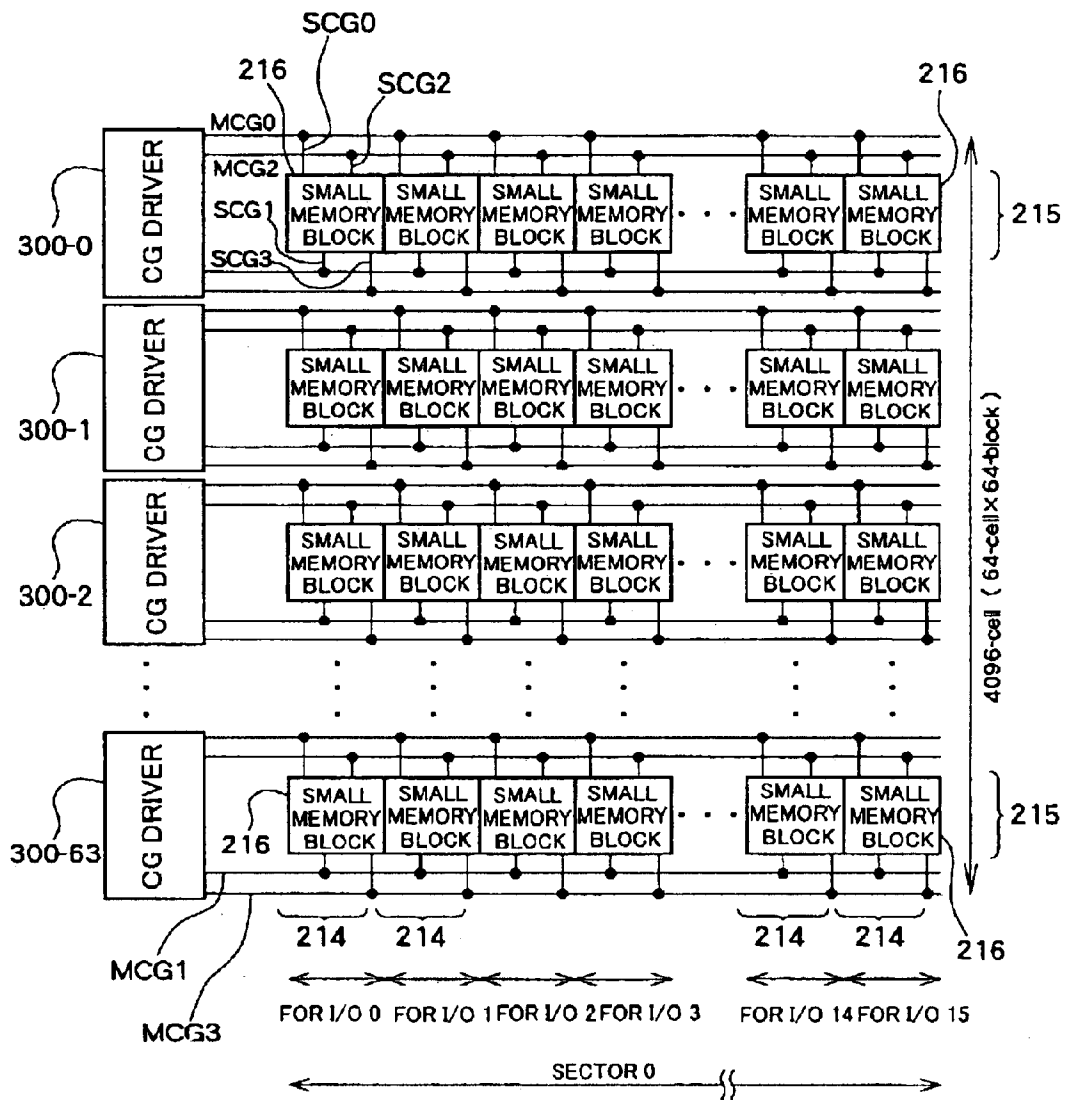 SCG0
216
SCG2
216
MCG0
MCG2
SCG1
SCG3
CG DRIVER
300-0
SMALL MEMORY BLOCK
SMALL MEMORY BLOCK
SMALL MEMORY BLOCK
SMALL MEMORY BLOCK
. . .
SMALL MEMORY BLOCK
SMALL MEMORY BLOCK
215
CG DRIVER
300-1
SMALL MEMORY BLOCK
SMALL MEMORY BLOCK
SMALL MEMORY BLOCK
SMALL MEMORY BLOCK
. . .
SMALL MEMORY BLOCK
SMALL MEMORY BLOCK
4096-cell (64-cell×64-block)
CG DRIVER
300-2
SMALL MEMORY BLOCK
SMALL MEMORY BLOCK
SMALL MEMORY BLOCK
SMALL MEMORY BLOCK
. . .
SMALL MEMORY BLOCK
SMALL MEMORY BLOCK
CG DRIVER
300-63
216
SMALL MEMORY BLOCK
SMALL MEMORY BLOCK
SMALL MEMORY BLOCK
SMALL MEMORY BLOCK
. . .
SMALL MEMORY BLOCK
SMALL MEMORY BLOCK
215
214
214
214
214
216
MCG1
MCG3
FOR I/O 0
FOR I/O 1
FOR I/O 2
FOR I/O 3
FOR I/O 14
FOR I/O 15
SECTOR 0